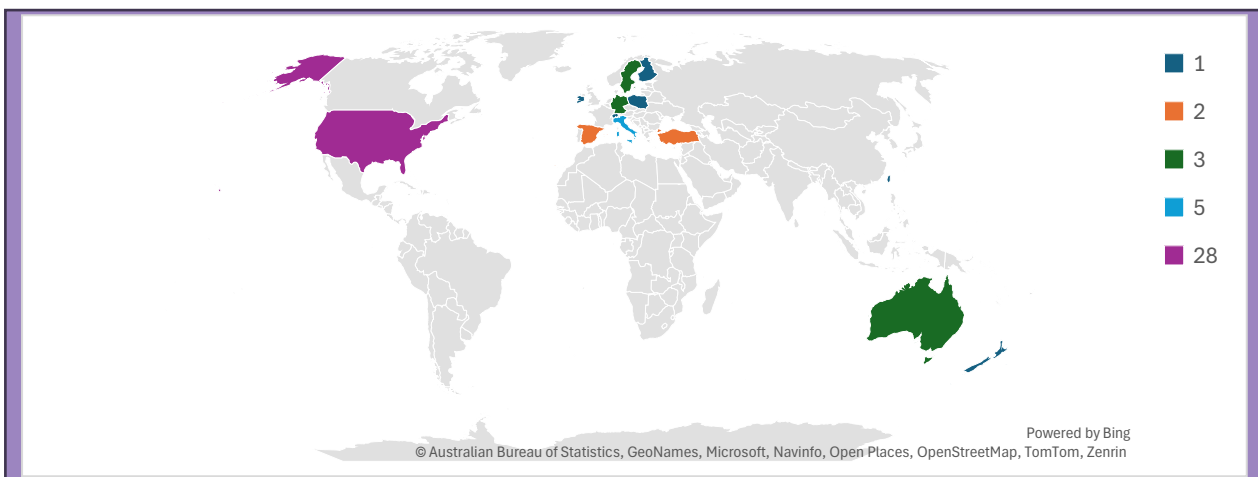 1
2
3
5
28
Powered by Bing
© Australian Bureau of Statistics, GeoNames, Microsoft, Navinfo, Open Places, OpenStreetMap, TomTom, Zenrin